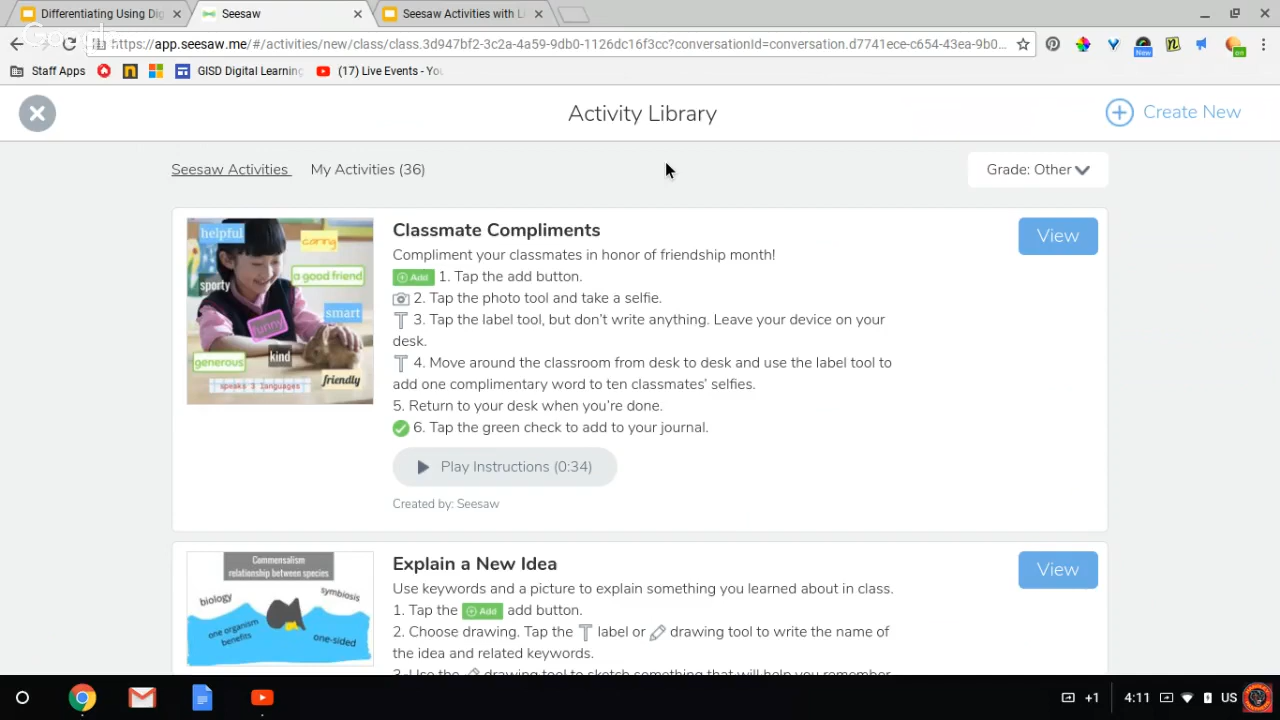 Differentiating Using Dig
Seesaw
Seesaw Activities with Li
Google
https://app.seesaw.me/#/activities/new/class/class.3d947bf2-3c2a-4a59-9db0-1126dc16f3cc?conversationId=conversation.d7741ece-c654-43ea-9b0...
New
Staff Apps
GISD Digital Learning
(17) Live Events - You
Activity Library
Create New
Seesaw Activities
My Activities (36)
Grade: Other
helpful
caring
a good friend
sporty
funny
smart
generous
kind
friendly
speaks 3 languages
Classmate Compliments
Compliment your classmates in honor of friendship month!
Add 1. Tap the add button.
2. Tap the photo tool and take a selfie.
3. Tap the label tool, but don't write anything. Leave your device on your
desk.
4. Move around the classroom from desk to desk and use the label tool to
add one complimentary word to ten classmates' selfies.
5. Return to your desk when you're done.
6. Tap the green check to add to your journal.
Play Instructions (0:34)
Created by: Seesaw
View
Commensalism
relationship between species
biology
symbiosis
one organism
benefits
one-sided
Explain a New Idea
Use keywords and a picture to explain something you learned about in class.
1. Tap the Add add button.
2. Choose drawing. Tap the label or drawing tool to write the name of
the idea and related keywords.
3. Use the drawing tool to sketch something that will help you remember
View
+1
4:11
US